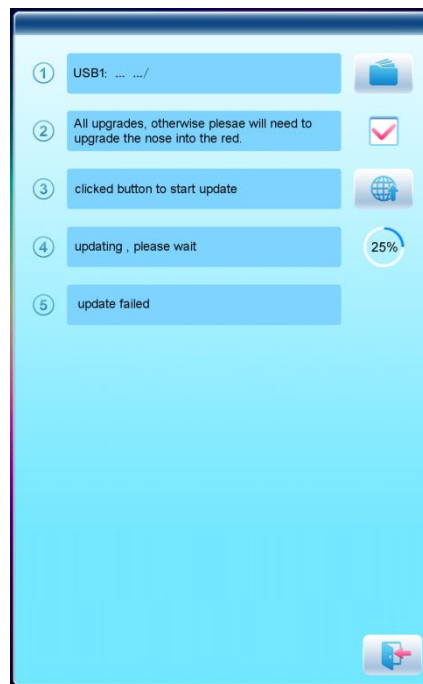 1 USB1: ... .../
2 All upgrades, otherwise plesae will need to
upgrade the nose into the red.
3 clicked button to start update
4 updating , please wait 25%
5 update failed